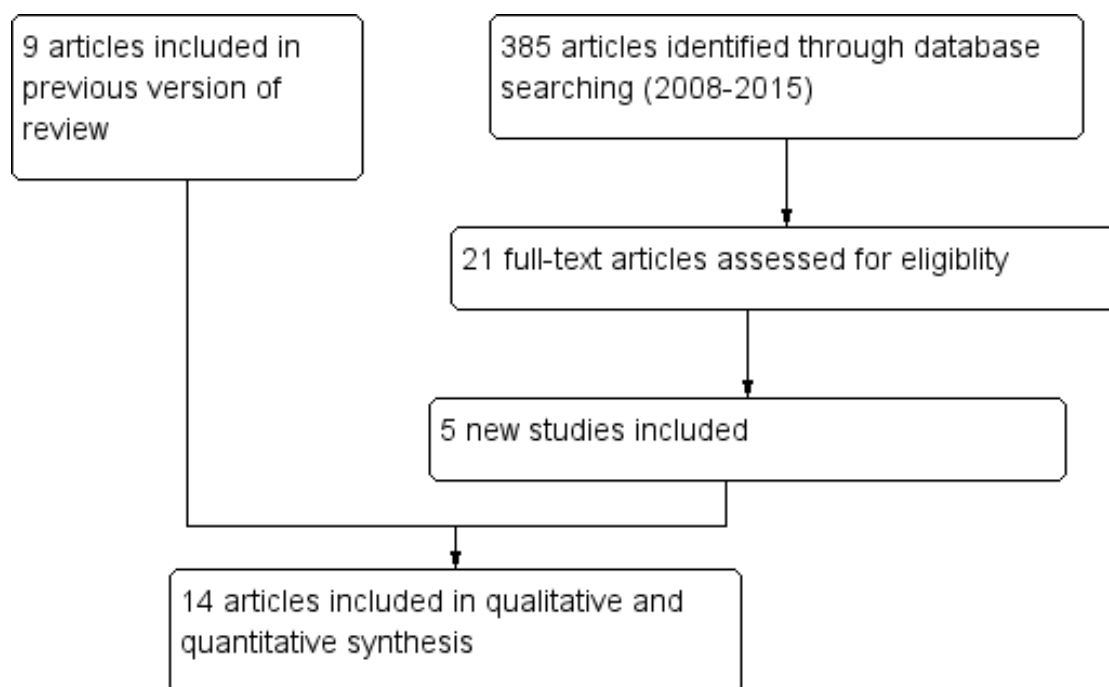 9 articles included in
previous version of
review
385 articles identified through database
searching (2008-2015)
21 full-text articles assessed for eligiblity
5 new studies included
14 articles included in qualitative and
quantitative synthesis